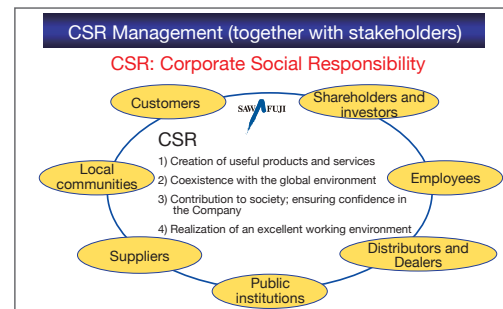 CSR Management (together with stakeholders)
CSR: Corporate Social Responsibility
Customers
SAWAFUJI
Shareholders and
investors
CSR
1) Creation of useful products and services
Local
communities
2) Coexistence with the global environment
Employees
3) Contribution to society; ensuring confidence in
the Company
4) Realization of an excellent working environment
Suppliers
Distributors and
Dealers
Public
institutions